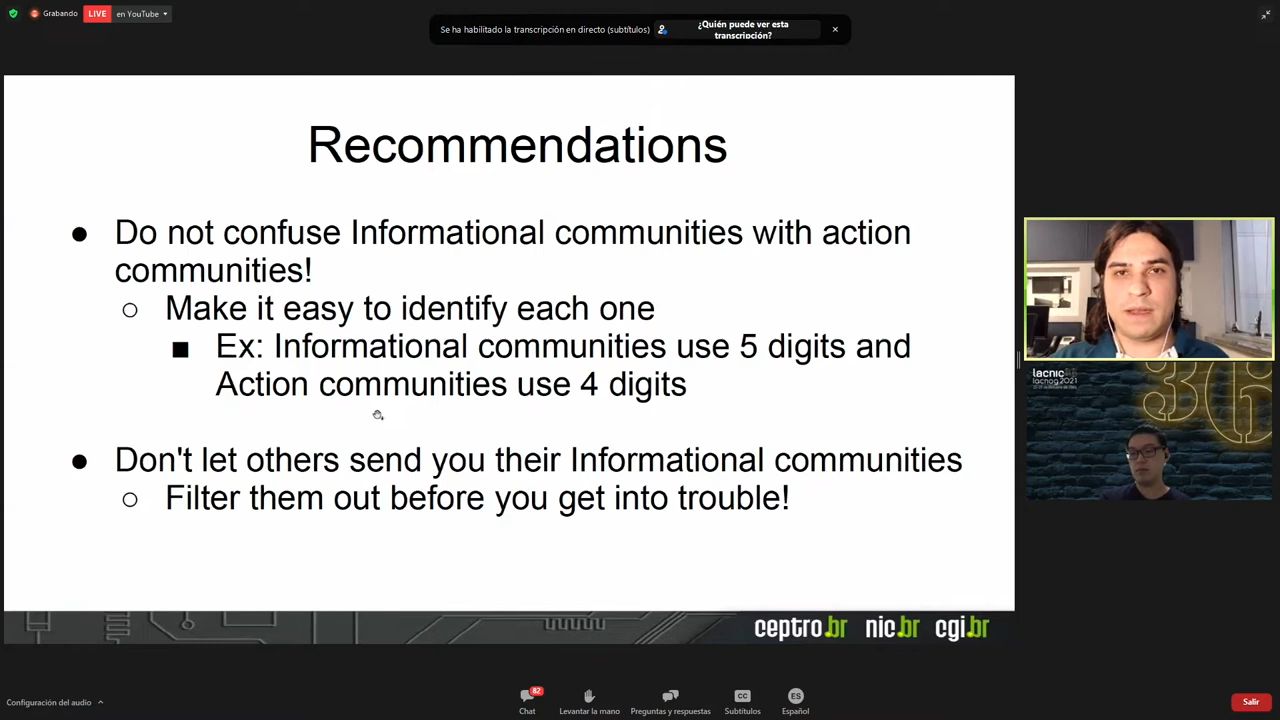 Grabando
LIVE
en YouTube
Se ha habilitado la transcripción en directo (subtítulos)
¿Quién puede ver esta
transcripción?
Recommendations
● Do not confuse Informational communities with action
communities!
○ Make it easy to identify each one
■ Ex: Informational communities use 5 digits and
Action communities use 4 digits
● Don't let others send you their Informational communities
○ Filter them out before you get into trouble!
ceptro.br nic.br cgi.br
lacnic36
lacnog 2021
36
Configuración del audio
82
Chat
Levantar la mano
Preguntas y respuestas
CC
Subtítulos
ES
Español
Salir